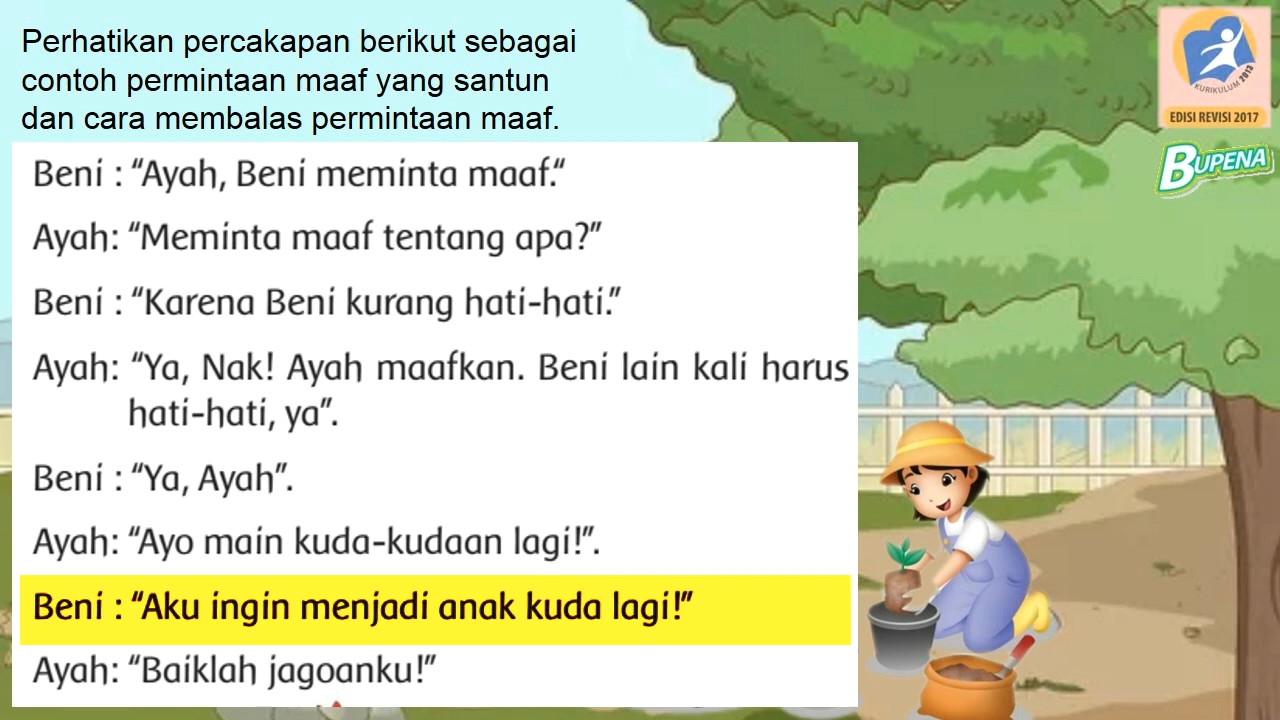 Perhatikan percakapan berikut sebagai
contoh permintaan maaf yang santun
dan cara membalas permintaan maaf.
KURIKULUM 2013
EDISI REVISI 2017
BUPENA
Beni : “Ayah, Beni meminta maaf.“
Ayah: “Meminta maaf tentang apa?”
Beni : “Karena Beni kurang hati-hati.”
Ayah: “Ya, Nak! Ayah maafkan. Beni lain kali harus
hati-hati, ya”.
Beni : “Ya, Ayah”.
Ayah: “Ayo main kuda-kudaan lagi!”.
Beni : “Aku ingin menjadi anak kuda lagi!”
Ayah: “Baiklah jagoanku!”